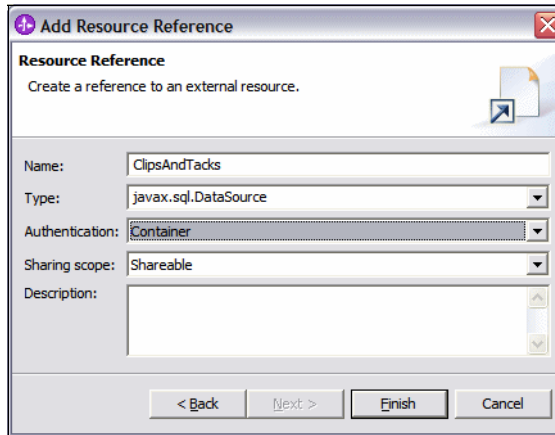 Add Resource Reference
Resource Reference
Create a reference to an external resource.
Name: ClipsAndTacks
Type: javax.sql.DataSource
Authentication: Container
Sharing scope: Shareable
Description:
< Back Next > Finish Cancel